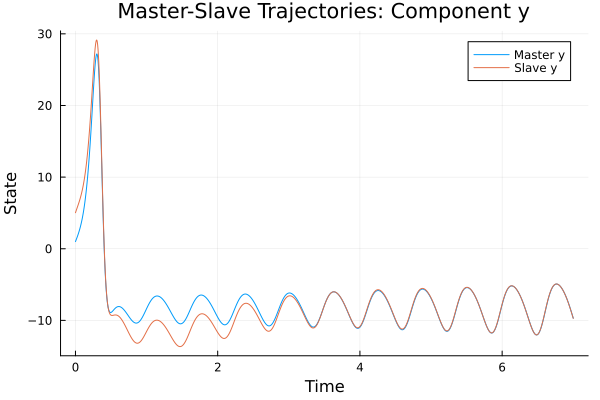 Master-Slave Trajectories: Component y
State
30
20
10
0
−10
Master y
Slave y
0
2
4
6
Time